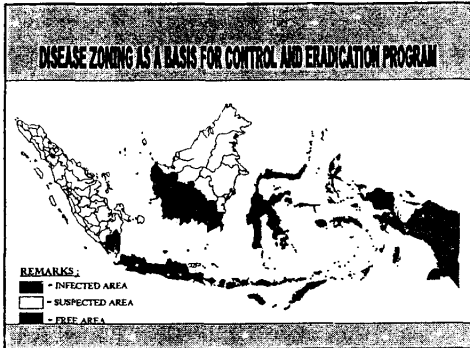 DISEASE ZONING AS A BASIS FOR CONTROL AND ERADICATION PROGRAM
REMARKS :
- INFECTED AREA
- SUSPECTED AREA
- FREE AREA